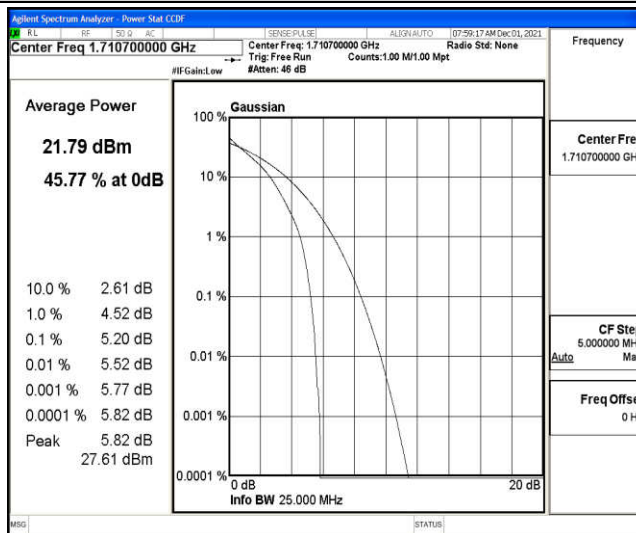 Agilent Spectrum Analyzer - Power Stat CCDF
RL RF 50 Ω AC SENSE:PULSE ALIGNAUTO 07:59:17 AM Dec 01, 2021
Center Freq 1.710700000 GHz
Center Freq: 1.710700000 GHz Radio Std: None
Trig: Free Run Counts:1.00 M/1.00 Mpt
#IFGain:Low #Atten: 46 dB
Frequency
Average Power
21.79 dBm
45.77 % at 0dB
10.0 % 2.61 dB
1.0 % 4.52 dB
0.1 % 5.20 dB
0.01 % 5.52 dB
0.001 % 5.77 dB
0.0001 % 5.82 dB
Peak 5.82 dB
27.61 dBm
Gaussian
100 %
10 %
1 %
0.1 %
0.01 %
0.001 %
0.0001 %
0 dB 20 dB
Info BW 25.000 MHz
Center Fre
1.710700000 GH
CF Ste
5.000000 MH
Auto Ma
Freq Offse
0 H
MSG STATUS